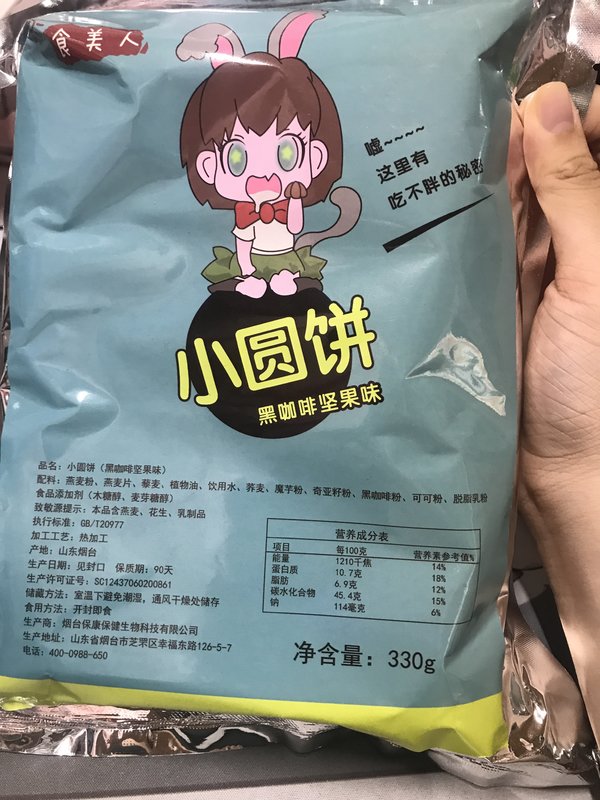 食美人
嘘~~~~
这里有
吃不胖的秘密
小圆饼
黑咖啡坚果味
品名：小圆饼（黑咖啡坚果味）
配料：燕麦粉、燕麦片、藜麦、植物油、饮用水、荞麦、魔芋粉、奇亚籽粉、黑咖啡粉、可可粉、脱脂乳粉
食品添加剂（木糖醇、麦芽糖醇）
致敏源提示：本品含燕麦、花生、乳制品
执行标准：GB/T20977
加工工艺：热加工
产地：山东烟台
生产日期：见封口 保质期：90天
生产许可证号：SC12437060200861
储藏方法：室温下避免潮湿，通风干燥处储存
食用方法：开封即食
生产商：烟台保康保健生物科技有限公司
生产地址：山东省烟台市芝罘区幸福东路126-5-7
电话：400-0988-650
营养成分表
项目 每100克 营养素参考值%
能量 1210千焦 14%
蛋白质 10.7克 18%
脂肪 6.9克 12%
碳水化合物 45.4克 15%
钠 114毫克 6%
净含量：330g